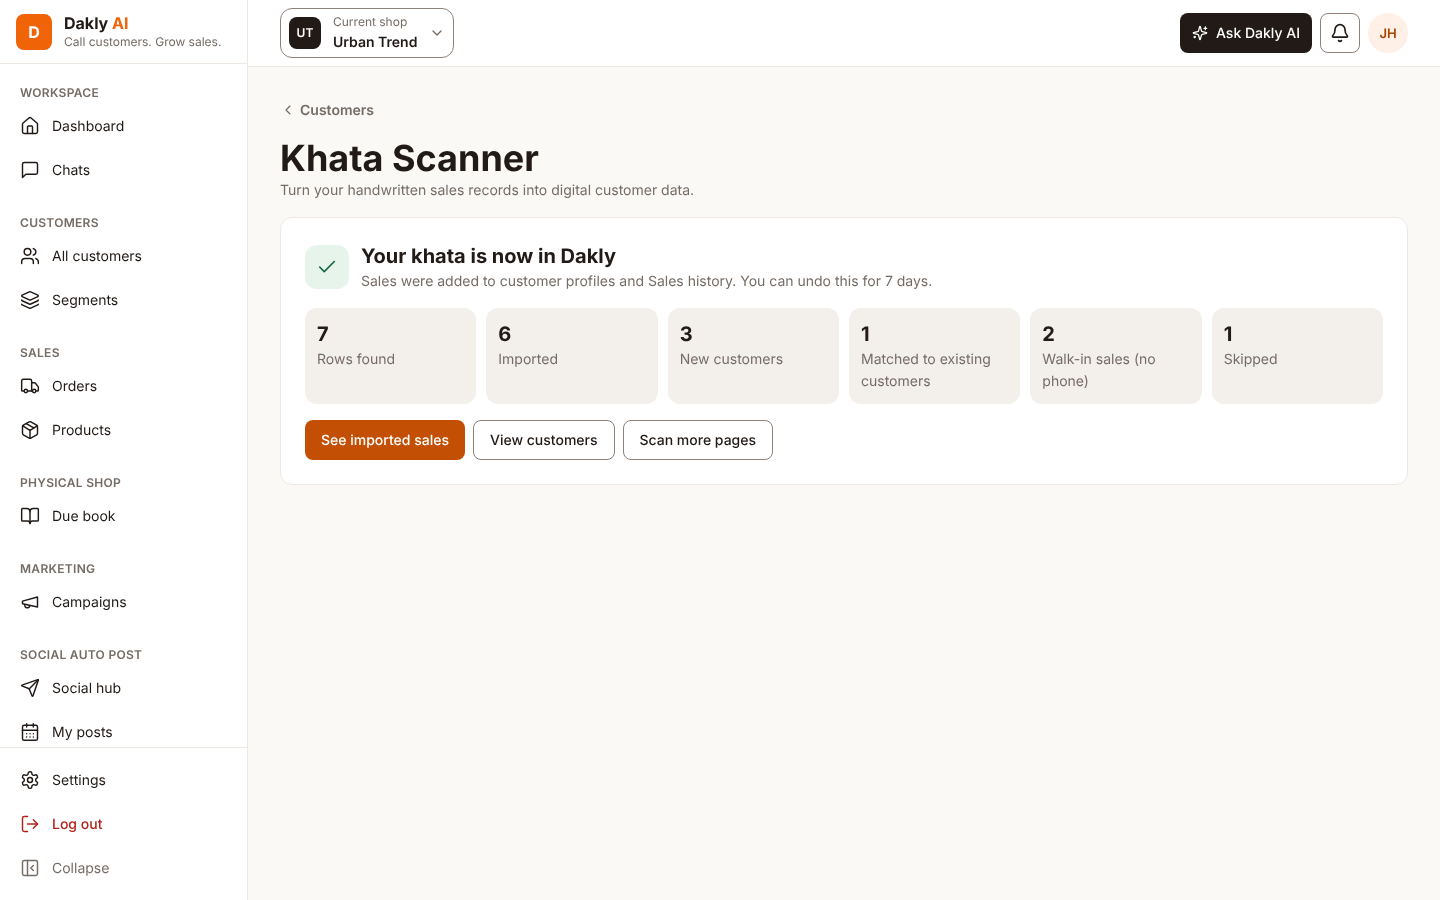 D
Dakly AI
Call customers. Grow sales.
WORKSPACE
Dashboard
Chats
CUSTOMERS
All customers
Segments
SALES
Orders
Products
PHYSICAL SHOP
Due book
MARKETING
Campaigns
SOCIAL AUTO POST
Social hub
My posts
Settings
Log out
Collapse
UT
Current shop
Urban Trend
Ask Dakly AI
JH
Customers
Khata Scanner
Turn your handwritten sales records into digital customer data.
Your khata is now in Dakly
Sales were added to customer profiles and Sales history. You can undo this for 7 days.
7
Rows found
6
Imported
3
New customers
1
Matched to existing
customers
2
Walk-in sales (no
phone)
1
Skipped
See imported sales
View customers
Scan more pages